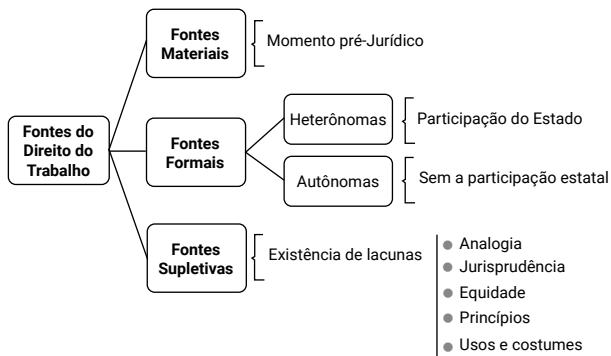 Fontes do
Direito do
Trabalho
Fontes
Materiais
Momento pré-Jurídico
Fontes
Formais
Heterônomas
Participação do Estado
Autônomas
Sem a participação estatal
Fontes
Supletivas
Existência de lacunas
Analogia
Jurisprudência
Equidade
Princípios
Usos e costumes